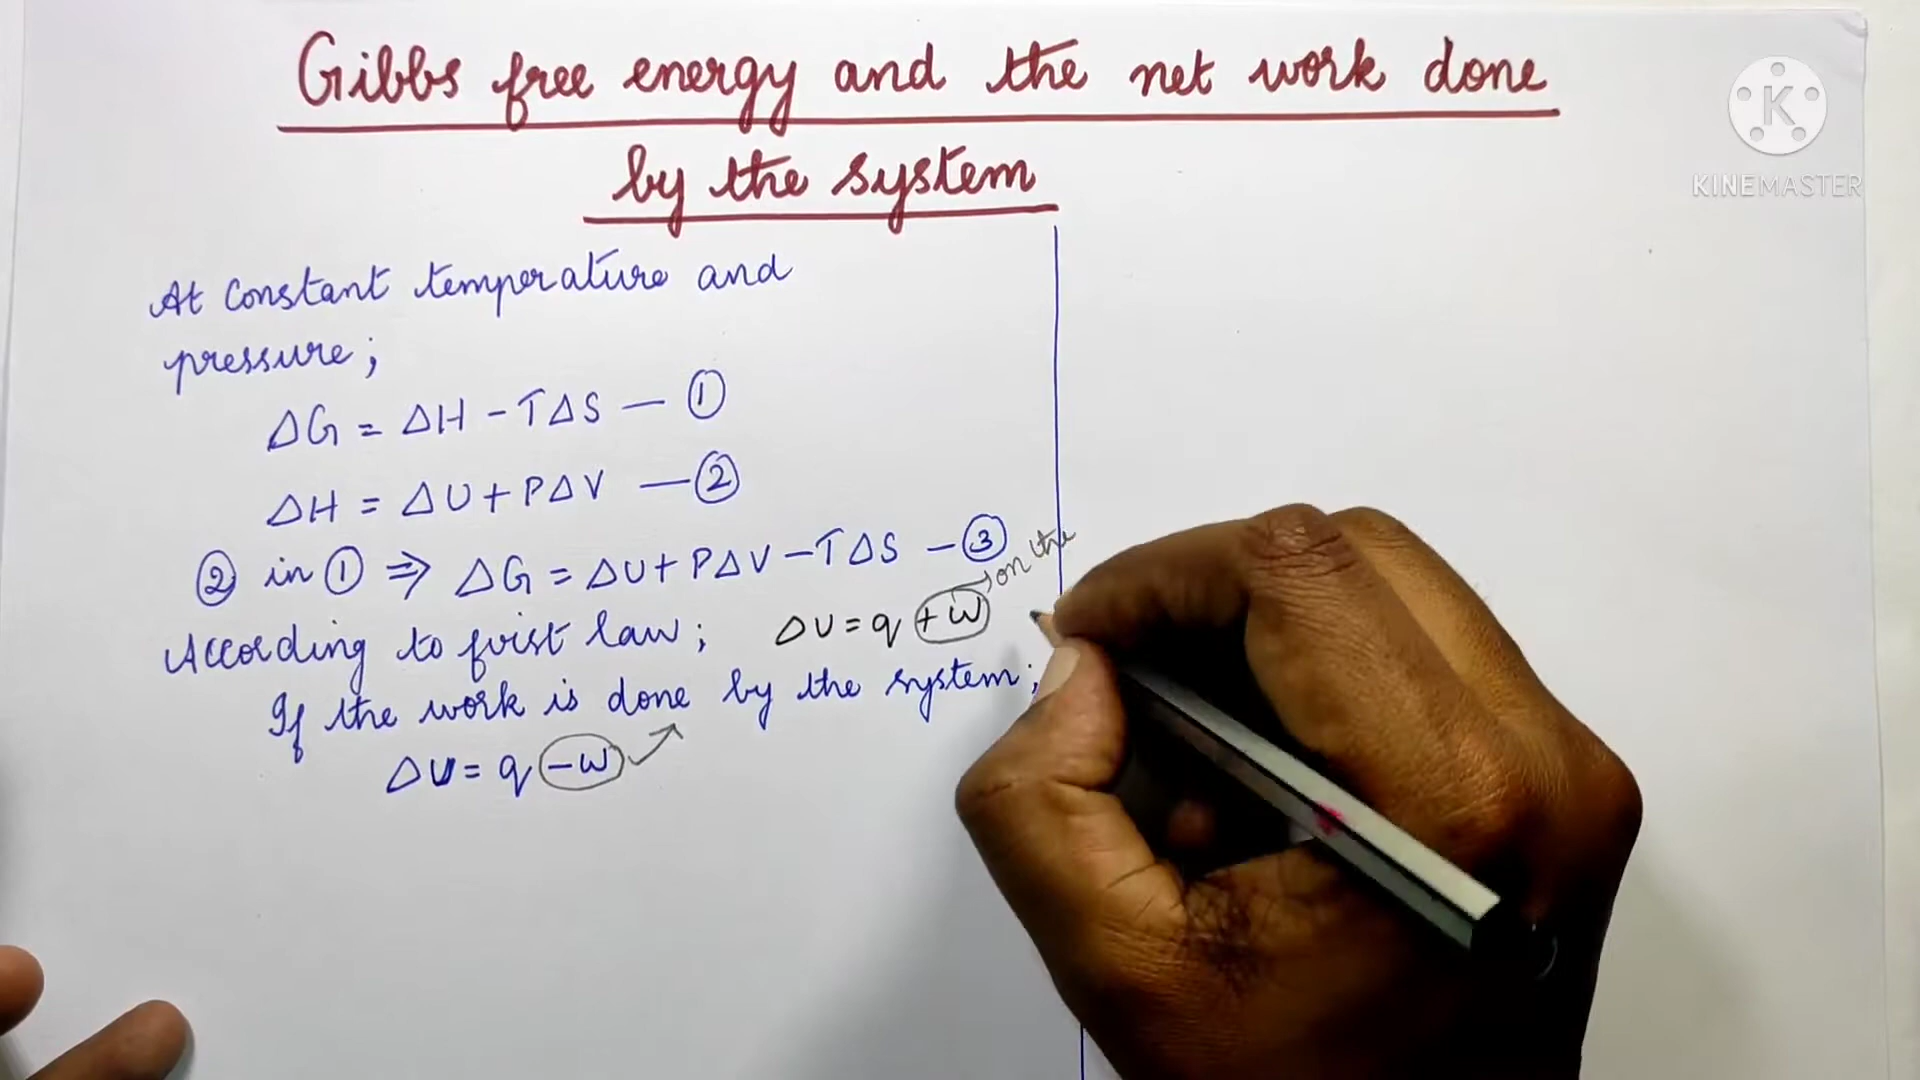 Gibbs free energy and the net work done
by the system
K
KINEMASTER
At constant temperature and
pressure;
ΔG = ΔH - TΔS — ①
ΔH = ΔU + PΔV — ②
② in ① ⇒ ΔG = ΔU + PΔV - TΔS - ③
on the
According to first law; ΔU = q + w
If the work is done by the system;
ΔU = q - w